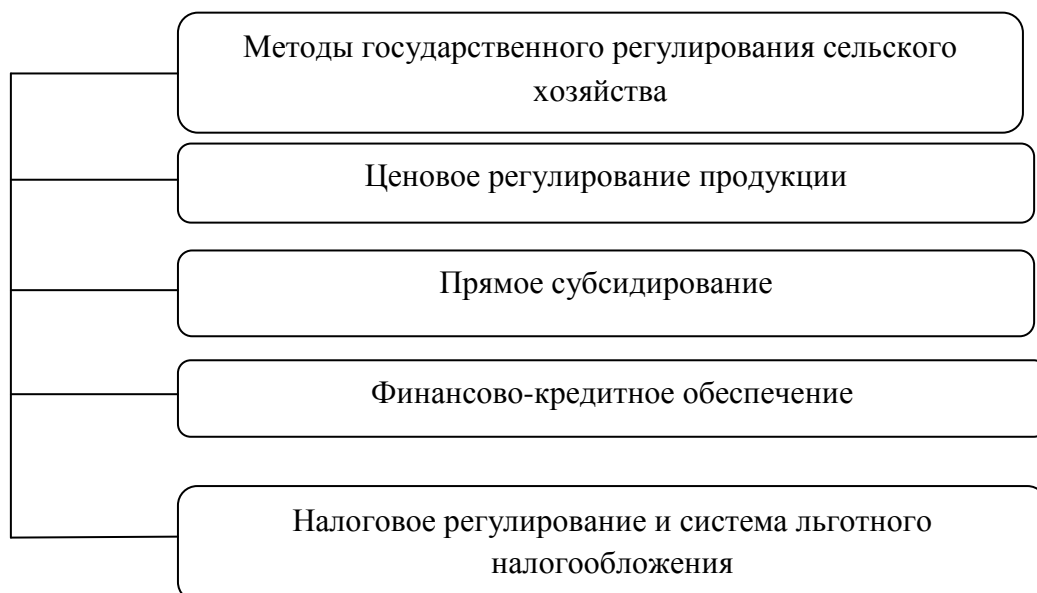 Методы государственного регулирования сельского
хозяйства
Ценовое регулирование продукции
Прямое субсидирование
Финансово-кредитное обеспечение
Налоговое регулирование и система льготного
налогообложения